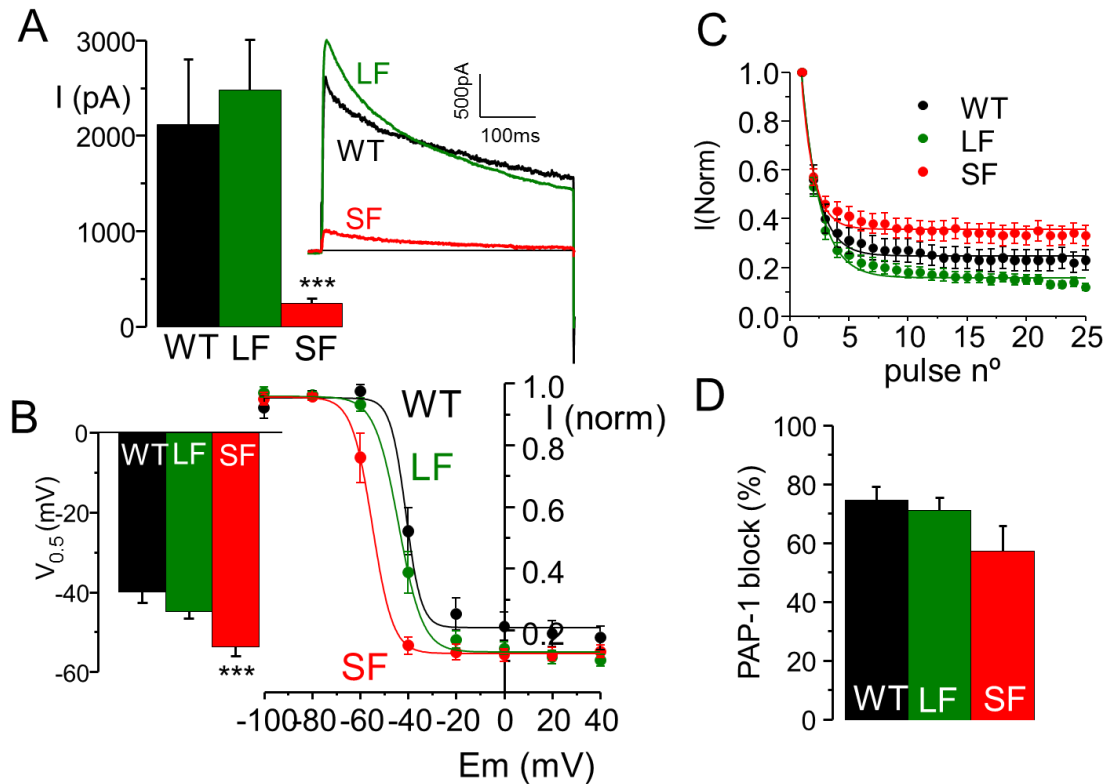 A
3000
I (pA)
2000
1000
0
WT LF SF
***
LF
WT
SF
500pA
100ms
C
1.0
0.8
0.6
0.4
0.2
0.0
I(Norm)
WT
LF
SF
0 5 10 15 20 25
pulse nº
B
0
-20
-40
-60
V0.5 (mV)
WT LF SF
***
WT
LF
SF
1.0
I (norm)
0.8
0.6
0.4
0.2
-100 -80 -60 -40 -20 0 20 40
Em (mV)
D
100
80
60
40
20
0
PAP-1 block (%)
WT LF SF